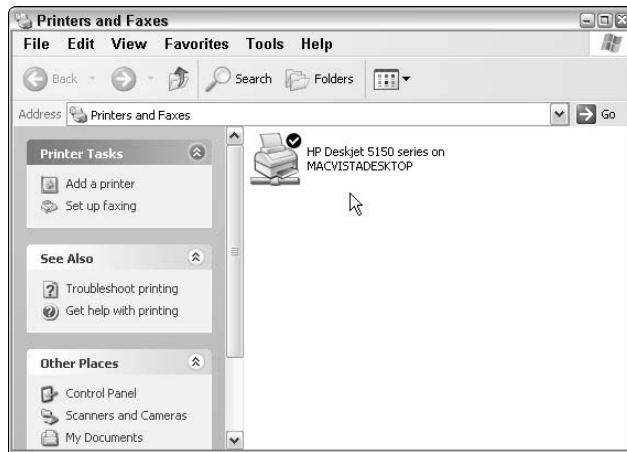 Printers and Faxes
File Edit View Favorites Tools Help
Back Search Folders
Address Printers and Faxes Go
Printer Tasks
Add a printer
Set up faxing
See Also
Troubleshoot printing
Get help with printing
Other Places
Control Panel
Scanners and Cameras
My Documents
HP Deskjet 5150 series on
MACVISTADESKTOP